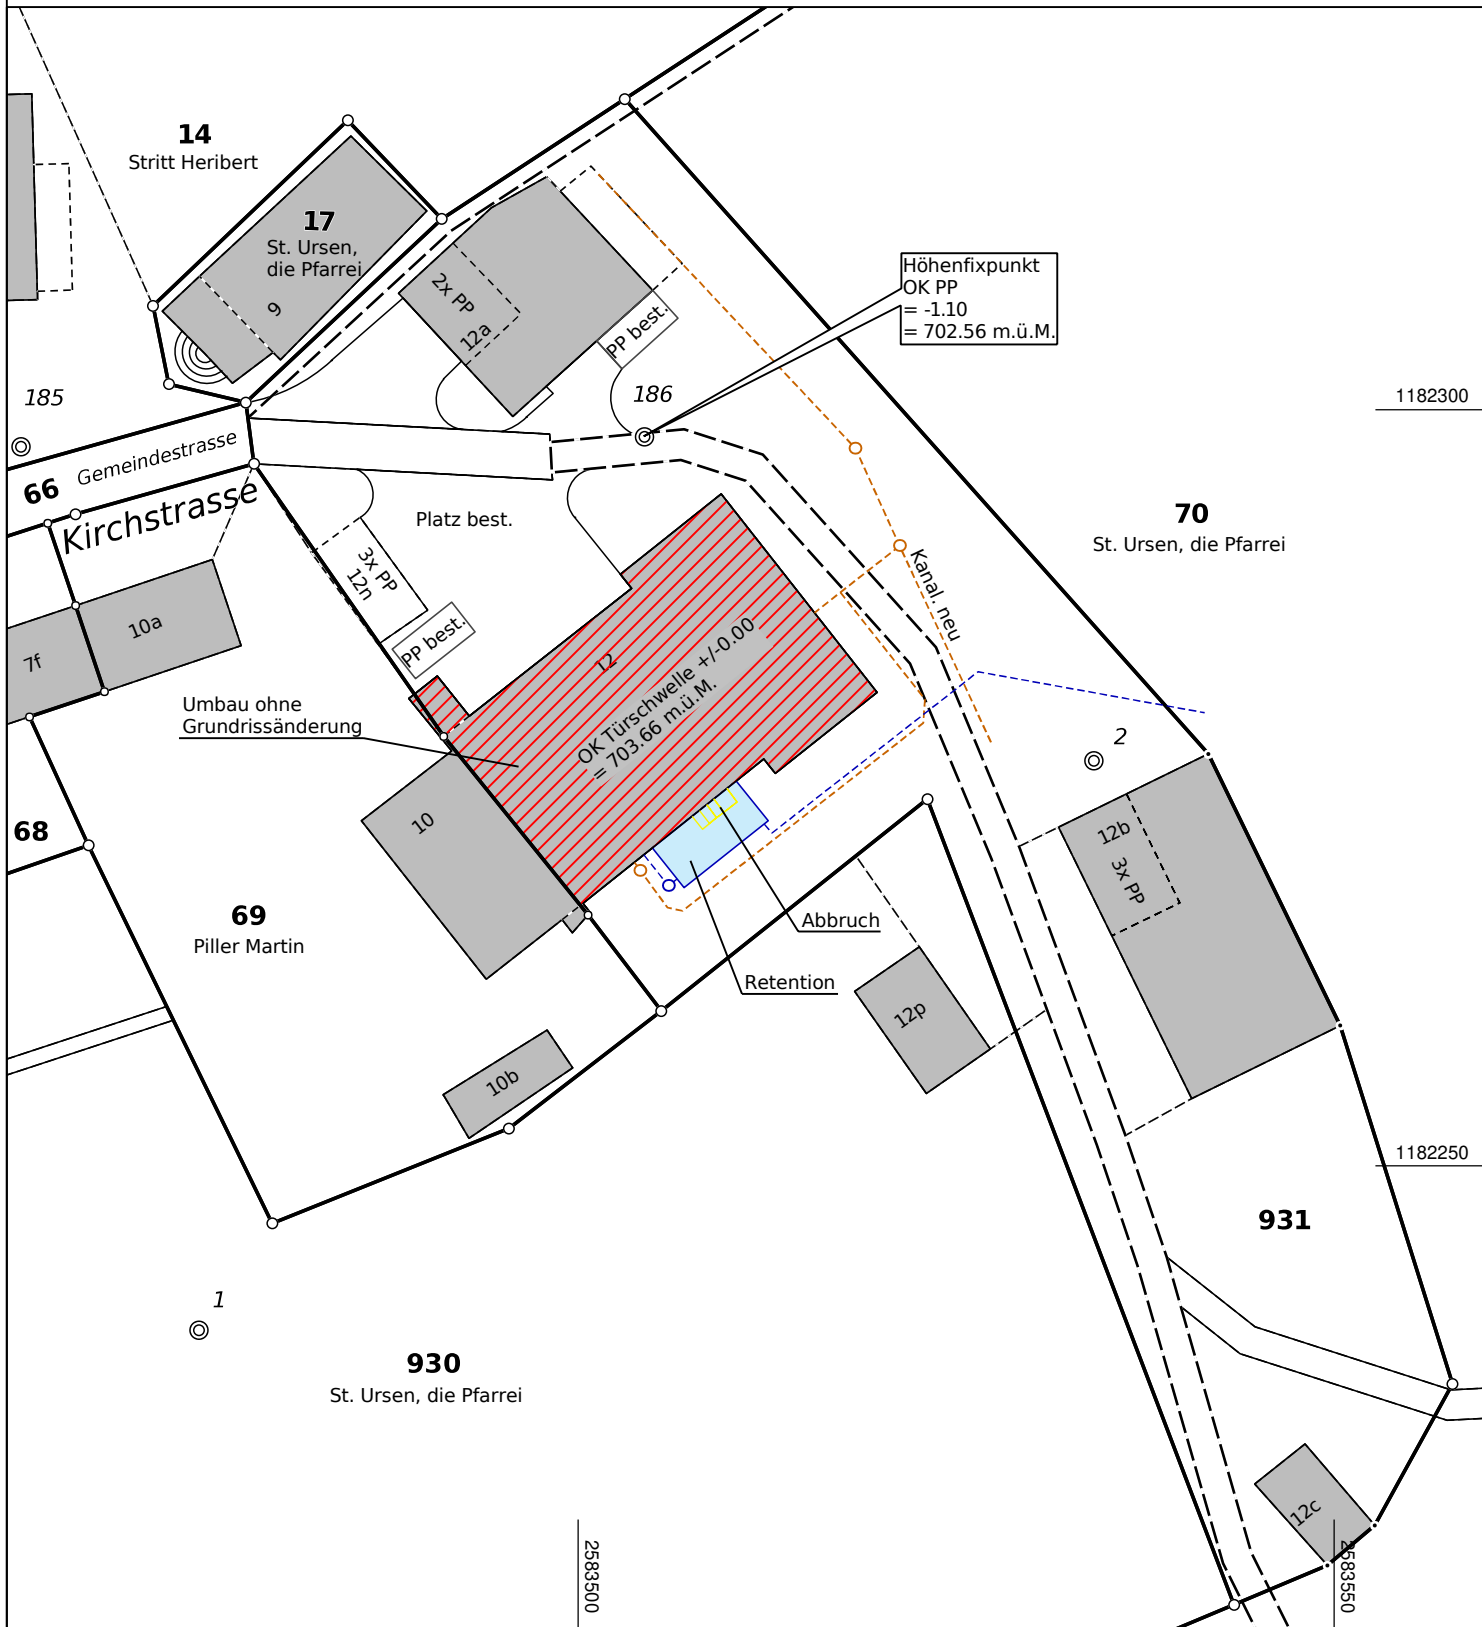 14
Stritt Heribert
17
St. Ursen,
die Pfarrei
9
2x PP
12a
PP best.
Höhenfixpunkt
OK PP
= -1.10
= 702.56 m.ü.M.
185
186
1182300
Gemeindestrasse
66
Kirchstrasse
Platz best.
70
St. Ursen, die Pfarrei
3x PP
12n
Kanal. neu
10a
7f
PP best.
12
OK Türschwelle +/-0.00
= 703.66 m.ü.M.
Umbau ohne
Grundrissänderung
2
10
68
12b
3x PP
69
Piller Martin
Abbruch
Retention
12p
10b
1182250
931
1
930
St. Ursen, die Pfarrei
12c
2583500
2583550